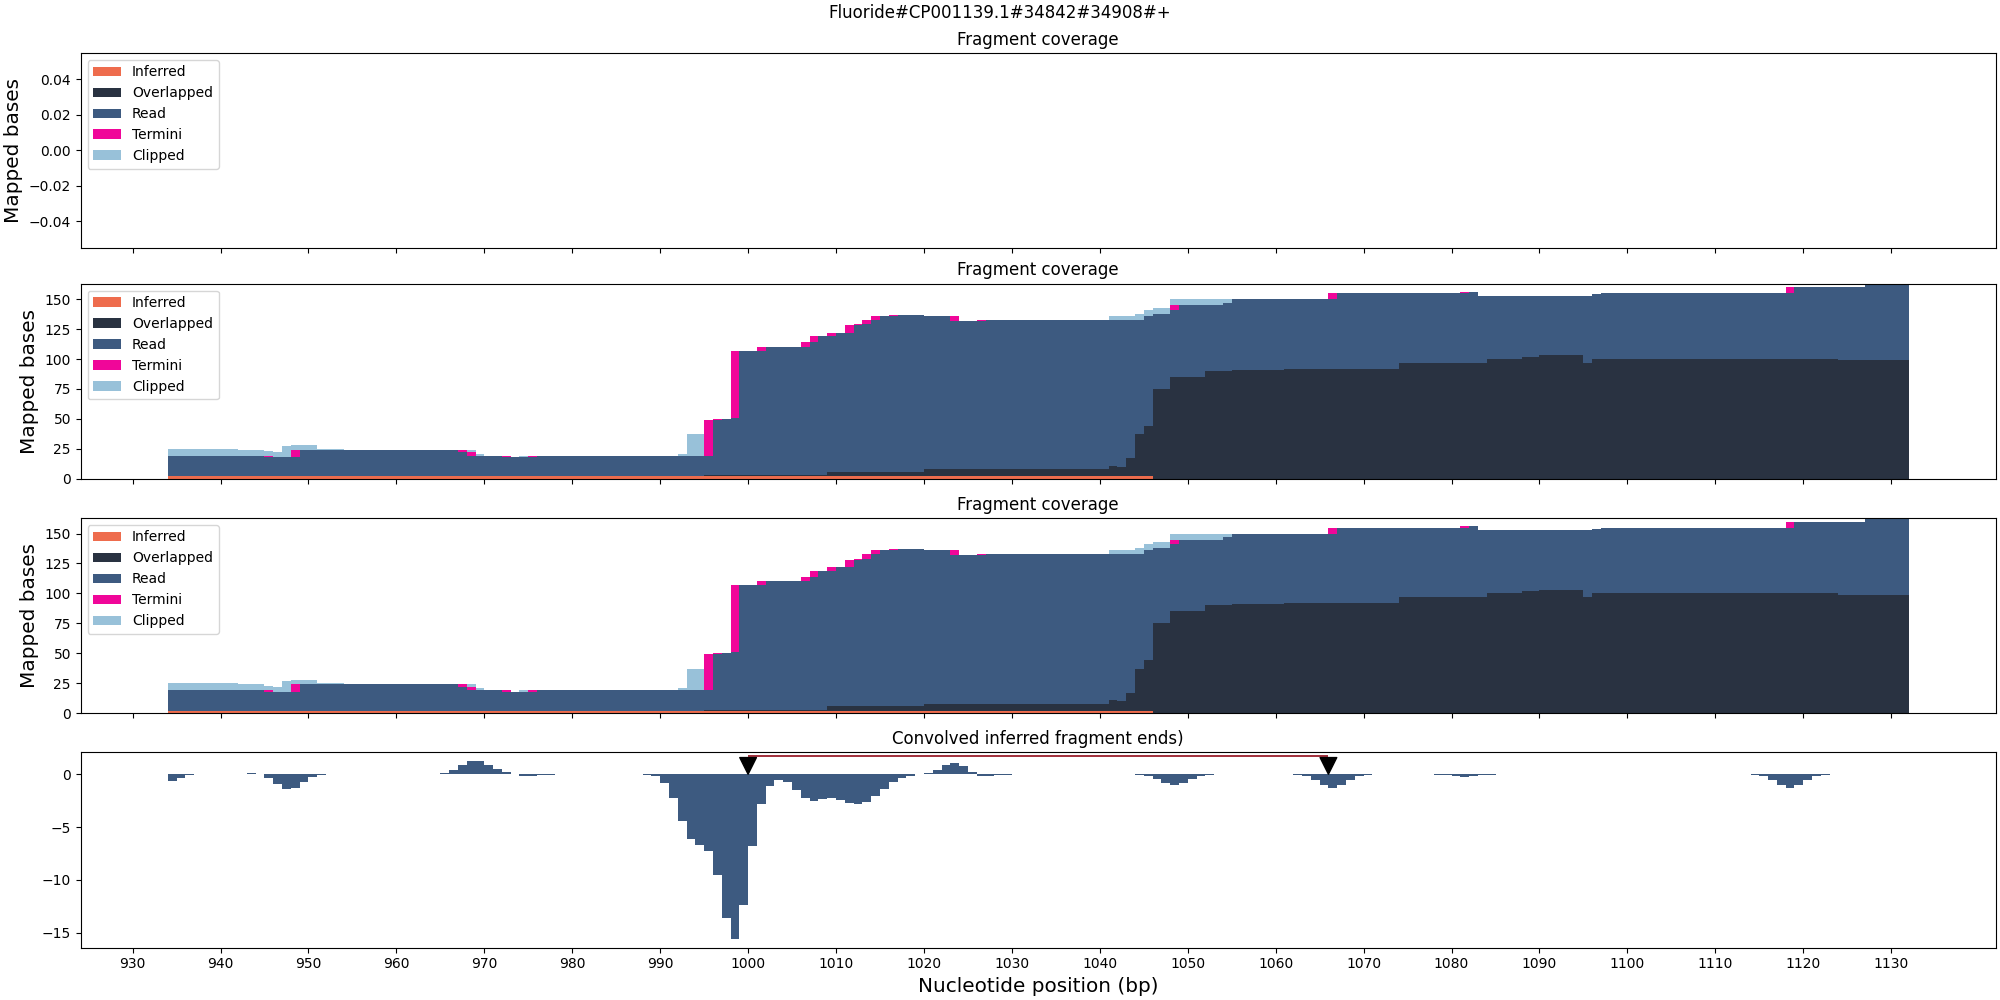 Fluoride#CP001139.1#34842#34908#+
Fragment coverage
Mapped bases
0.04
0.02
0.00
−0.02
−0.04
Inferred
Overlapped
Read
Termini
Clipped
Fragment coverage
Mapped bases
150
125
100
75
50
25
0
Inferred
Overlapped
Read
Termini
Clipped
Fragment coverage
Mapped bases
150
125
100
75
50
25
0
Inferred
Overlapped
Read
Termini
Clipped
Convolved inferred fragment ends)
0
−5
−10
−15
930 940 950 960 970 980 990 1000 1010 1020 1030 1040 1050 1060 1070 1080 1090 1100 1110 1120 1130
Nucleotide position (bp)